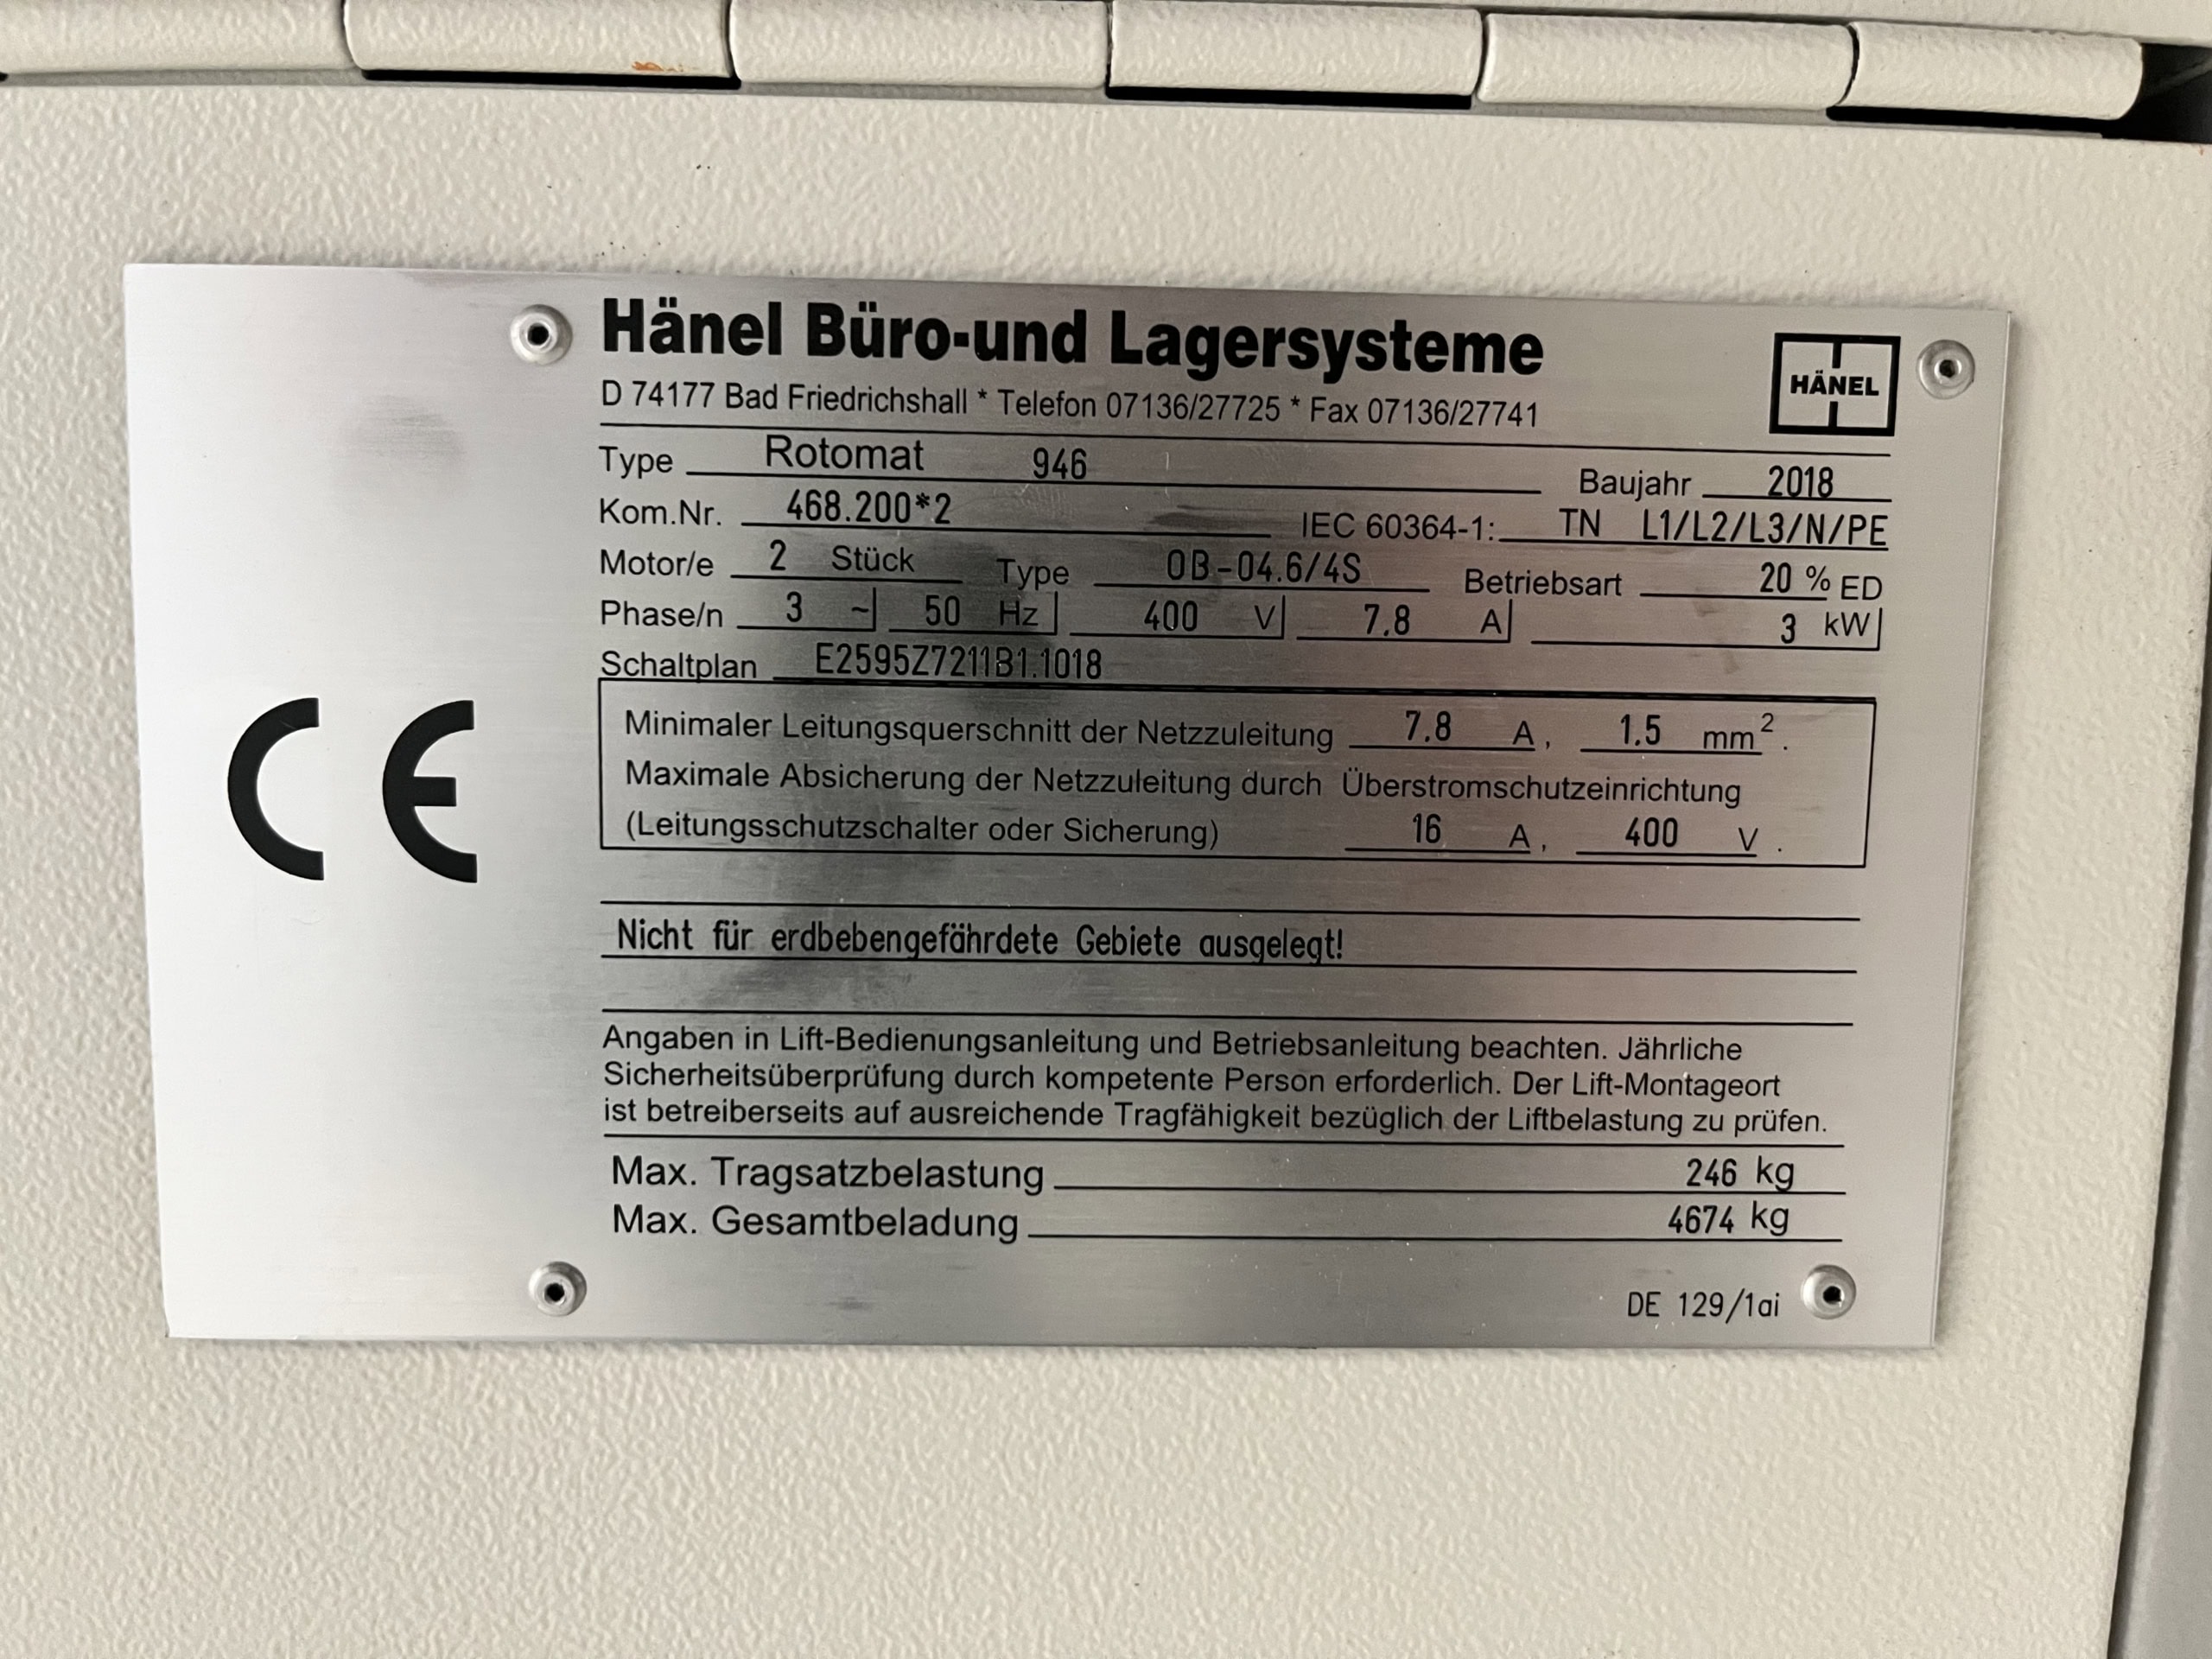 Hänel Büro-und Lagersysteme
D 74177 Bad Friedrichshall * Telefon 07136/27725 * Fax 07136/27741
HÄNEL
Type Rotomat 946 Baujahr 2018
Kom.Nr. 468.200*2 IEC 60364-1: TN L1/L2/L3/N/PE
Motor/e 2 Stück Type OB-04.6/4S Betriebsart 20 % ED
Phase/n 3 ~ 50 Hz 400 V 7.8 A 3 kW
Schaltplan E2595Z7211B1.1018
Minimaler Leitungsquerschnitt der Netzzuleitung 7.8 A, 1.5 mm².
Maximale Absicherung der Netzzuleitung durch Überstromschutzeinrichtung
(Leitungsschutzschalter oder Sicherung) 16 A, 400 V.
CE
Nicht für erdbebengefährdete Gebiete ausgelegt!
Angaben in Lift-Bedienungsanleitung und Betriebsanleitung beachten. Jährliche
Sicherheitsüberprüfung durch kompetente Person erforderlich. Der Lift-Montageort
ist betreiberseits auf ausreichende Tragfähigkeit bezüglich der Liftbelastung zu prüfen.
Max. Tragsatzbelastung 246 kg
Max. Gesamtbeladung 4674 kg
DE 129/1ai